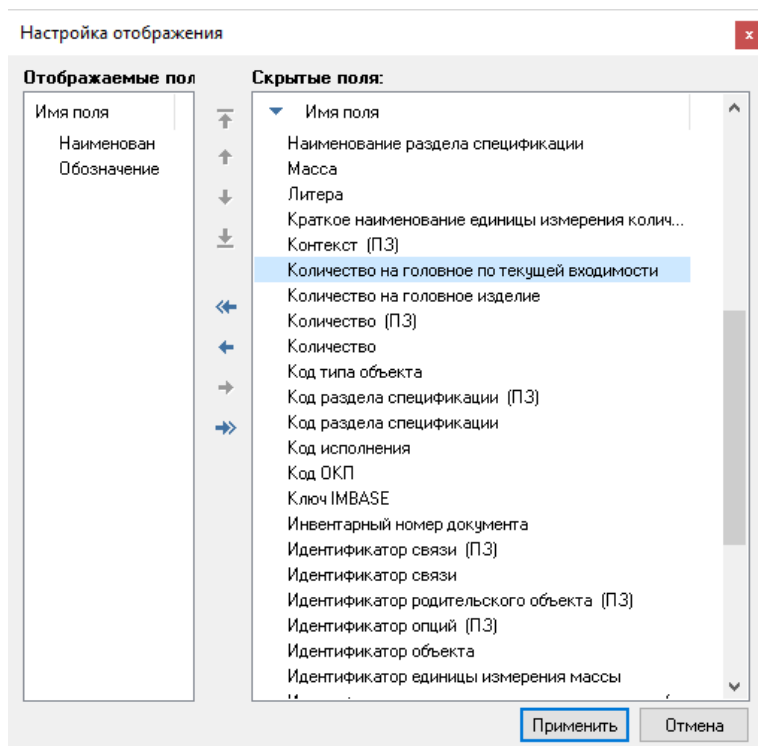 Настройка отображения
x
Отображаемые пол
Имя поля
Наименован
Обозначение
Скрытые поля:
Имя поля
Наименование раздела спецификации
Масса
Литера
Краткое наименование единицы измерения колич...
Контекст (ПЗ)
Количество на головное по текущей входимости
Количество на головное изделие
Количество (ПЗ)
Количество
Код типа объекта
Код раздела спецификации (ПЗ)
Код раздела спецификации
Код исполнения
Код ОКП
Ключ IMBASE
Инвентарный номер документа
Идентификатор связи (ПЗ)
Идентификатор связи
Идентификатор родительского объекта (ПЗ)
Идентификатор опций (ПЗ)
Идентификатор объекта
Идентификатор единицы измерения массы
Применить
Отмена